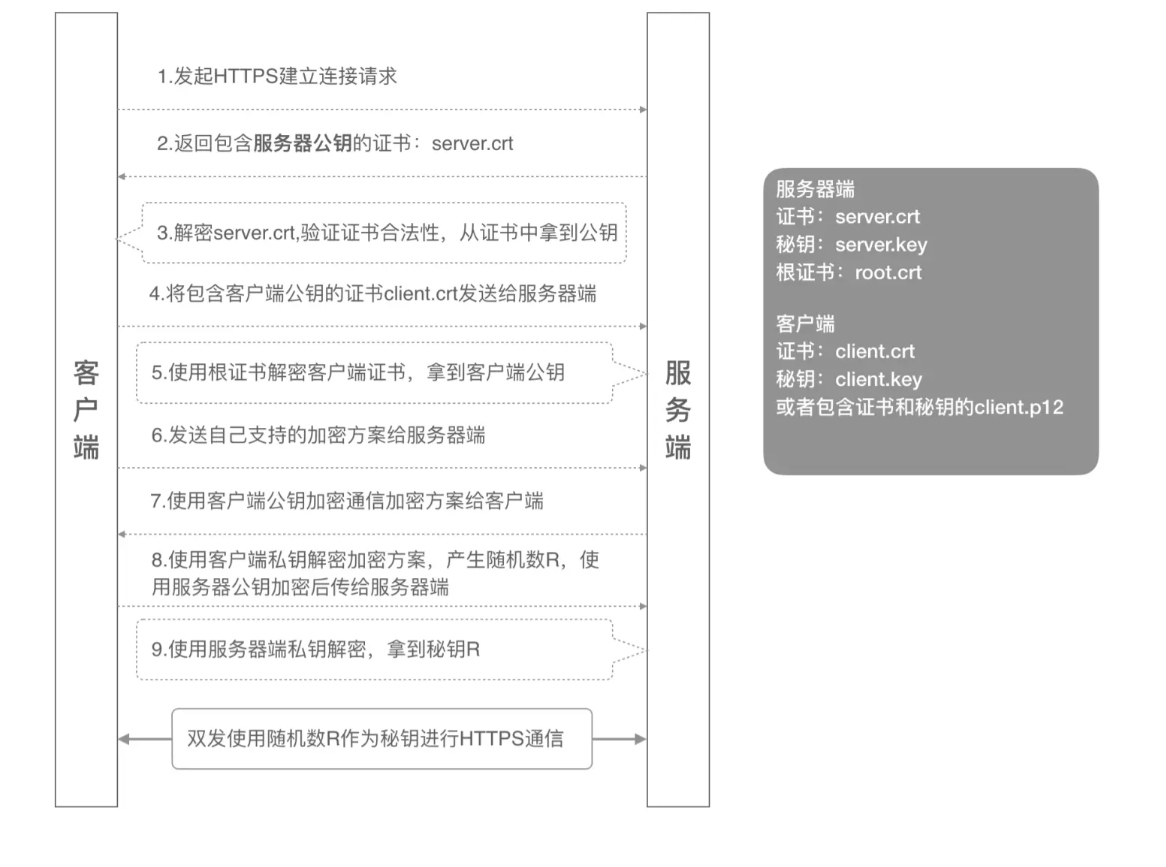 1.发起HTTPS建立连接请求
2.返回包含服务器公钥的证书：server.crt
3.解密server.crt,验证证书合法性，从证书中拿到公钥
4.将包含客户端公钥的证书client.crt发送给服务器端
客户端
5.使用根证书解密客户端证书，拿到客户端公钥
服务端
6.发送自己支持的加密方案给服务器端
7.使用客户端公钥加密通信加密方案给客户端
8.使用客户端私钥解密加密方案，产生随机数R，使
用服务器公钥加密后传给服务器端
9.使用服务器端私钥解密，拿到秘钥R
双发使用随机数R作为秘钥进行HTTPS通信
服务器端
证书：server.crt
秘钥：server.key
根证书：root.crt
客户端
证书：client.crt
秘钥：client.key
或者包含证书和秘钥的client.p12